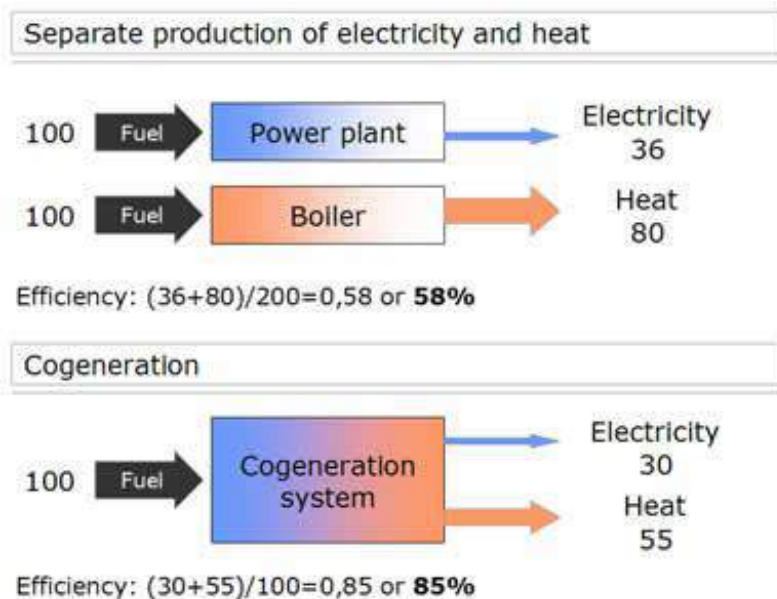 Separate production of electricity and heat
100 Fuel Power plant Electricity
36
100 Fuel Boiler Heat
80
Efficiency: (36+80)/200=0,58 or 58%
Cogeneration
100 Fuel Cogeneration
system
Electricity
30
Heat
55
Efficiency: (30+55)/100=0,85 or 85%